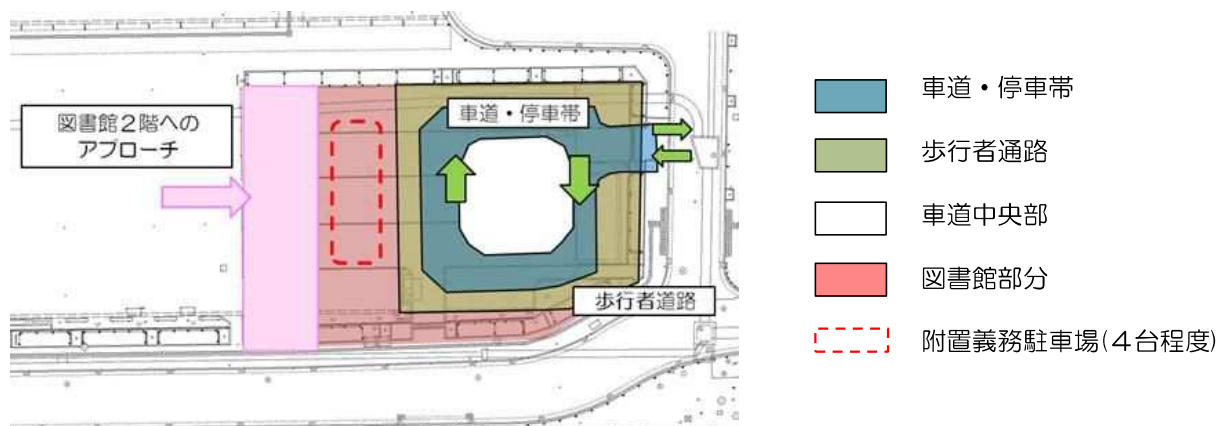 図書館２階への
アプローチ
車道・停車帯
歩行者道路
車道・停車帯
歩行者通路
車道中央部
図書館部分
附置義務駐車場(４台程度)